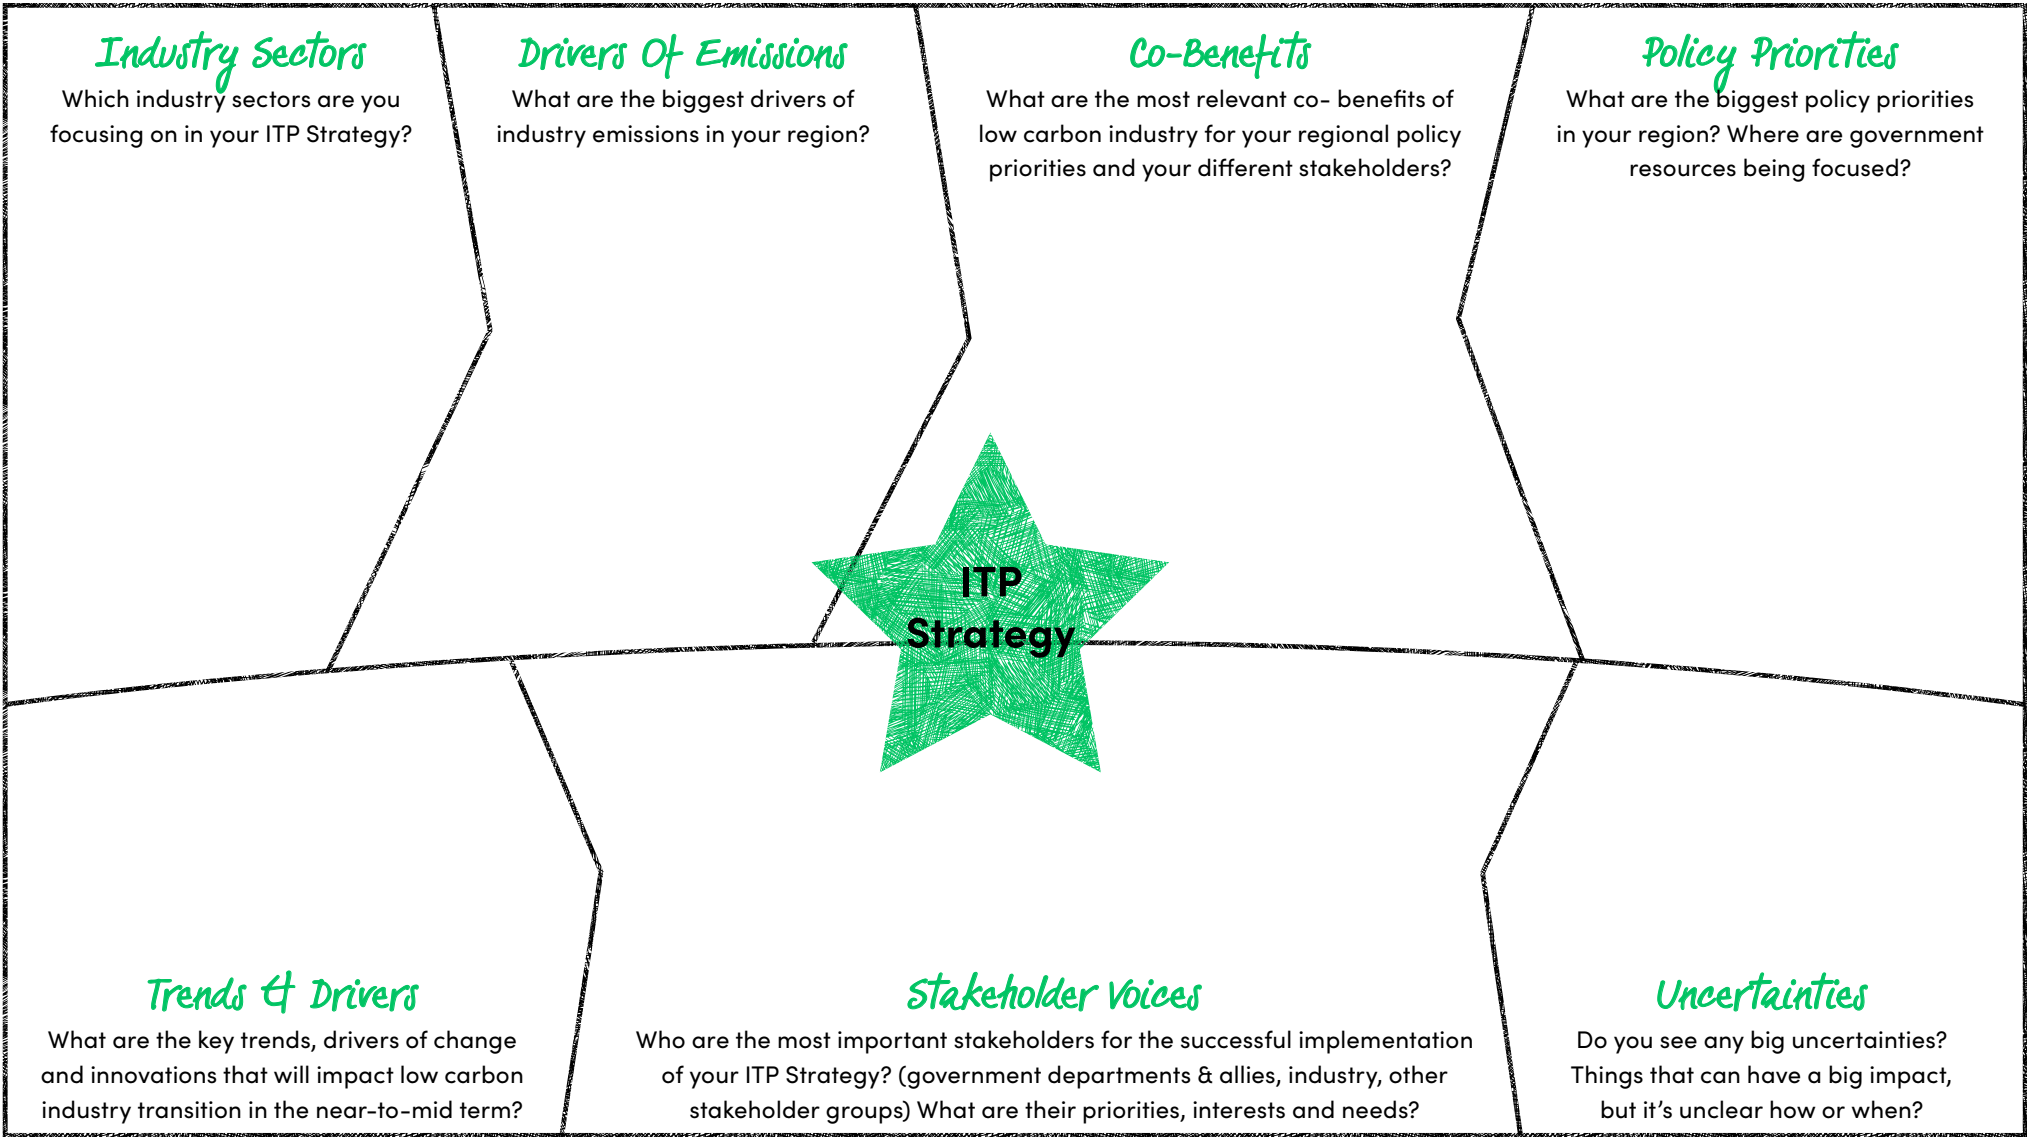 Industry Sectors
Which industry sectors are you
focusing on in your ITP Strategy?
Drivers Of Emissions
What are the biggest drivers of
industry emissions in your region?
Co-Benefits
What are the most relevant co- benefits of
low carbon industry for your regional policy
priorities and your different stakeholders?
Policy Priorities
What are the biggest policy priorities
in your region? Where are government
resources being focused?
ITP
Strategy
Trends & Drivers
What are the key trends, drivers of change
and innovations that will impact low carbon
industry transition in the near-to-mid term?
Stakeholder Voices
Who are the most important stakeholders for the successful implementation
of your ITP Strategy? (government departments & allies, industry, other
stakeholder groups) What are their priorities, interests and needs?
Uncertainties
Do you see any big uncertainties?
Things that can have a big impact,
but it's unclear how or when?